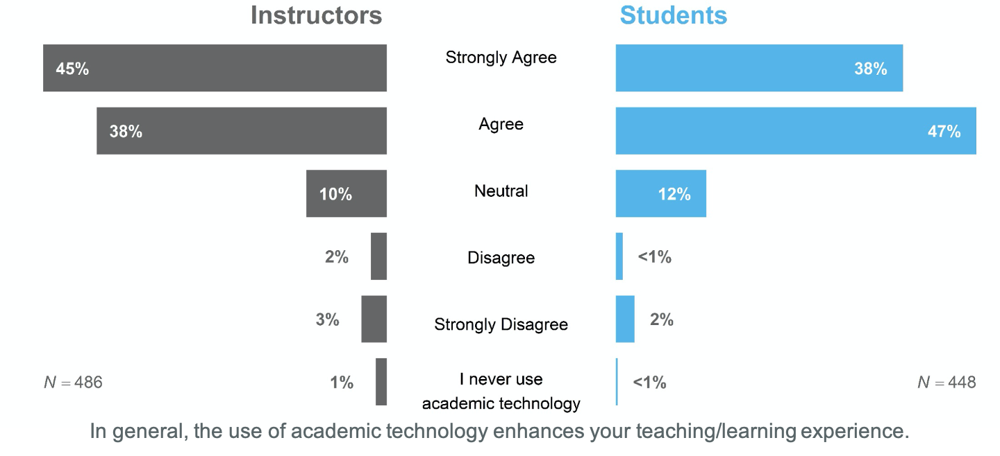 Instructors
Students
45%
Strongly Agree
38%
38%
Agree
47%
10%
Neutral
12%
2%
Disagree
<1%
3%
Strongly Disagree
2%
N = 486
1%
I never use
academic technology
<1%
N = 448
In general, the use of academic technology enhances your teaching/learning experience.